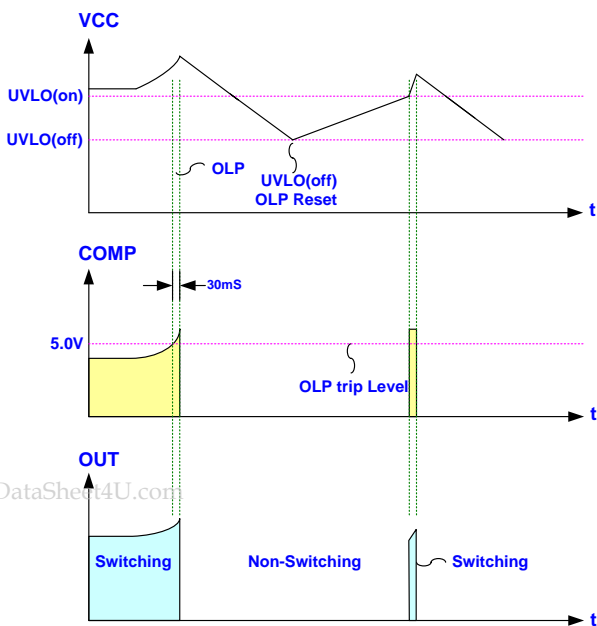 VCC
UVLO(on)
UVLO(off)
OLP
UVLO(off)
OLP Reset
t
COMP
30mS
5.0V
OLP trip Level
t
OUT
DataSheet4U.com
Switching
Non-Switching
Switching
t